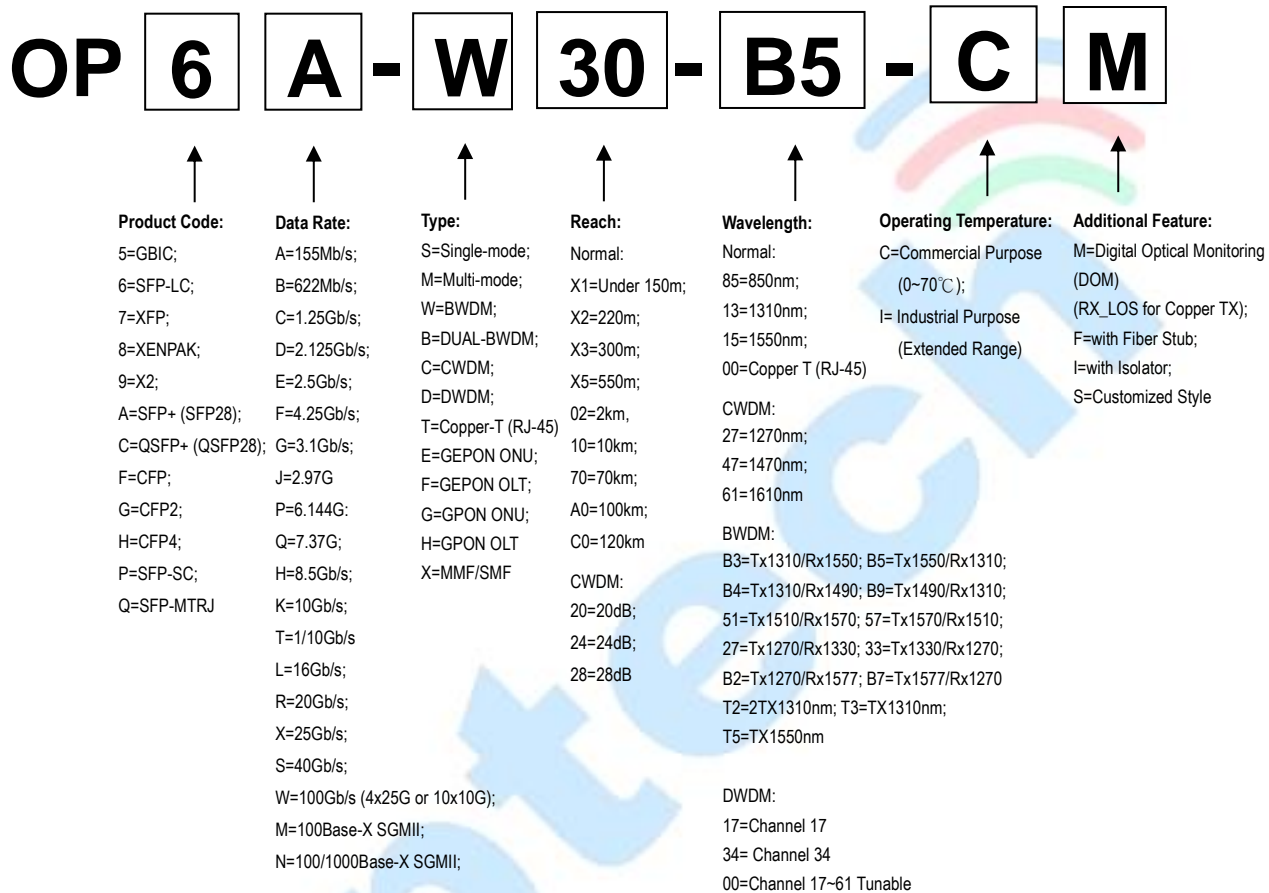 OP 6 A - W 30 - B5 - C M
Product Code:
5=GBIC;
6=SFP-LC;
7=XFP;
8=XENPAK;
9=X2;
A=SFP+ (SFP28);
C=QSFP+ (QSFP28);
F=CFP;
G=CFP2;
H=CFP4;
P=SFP-SC;
Q=SFP-MTRJ
Data Rate:
A=155Mb/s;
B=622Mb/s;
C=1.25Gb/s;
D=2.125Gb/s;
E=2.5Gb/s;
F=4.25Gb/s;
G=3.1Gb/s;
J=2.97G
P=6.144G:
Q=7.37G;
H=8.5Gb/s;
K=10Gb/s;
T=1/10Gb/s
L=16Gb/s;
R=20Gb/s;
X=25Gb/s;
S=40Gb/s;
W=100Gb/s (4x25G or 10x10G);
M=100Base-X SGMII;
N=100/1000Base-X SGMII;
Type:
S=Single-mode;
M=Multi-mode;
W=BWDM;
B=DUAL-BWDM;
C=CWDM;
D=DWDM;
T=Copper-T (RJ-45)
E=GEPON ONU;
F=GEPON OLT;
G=GPON ONU;
H=GPON OLT
X=MMF/SMF
Reach:
Normal:
X1=Under 150m;
X2=220m;
X3=300m;
X5=550m;
02=2km,
10=10km;
70=70km;
A0=100km;
C0=120km
CWDM:
20=20dB;
24=24dB;
28=28dB
Wavelength:
Normal:
85=850nm;
13=1310nm;
15=1550nm;
00=Copper T (RJ-45)
CWDM:
27=1270nm;
47=1470nm;
61=1610nm
BWDM:
B3=Tx1310/Rx1550; B5=Tx1550/Rx1310;
B4=Tx1310/Rx1490; B9=Tx1490/Rx1310;
51=Tx1510/Rx1570; 57=Tx1570/Rx1510;
27=Tx1270/Rx1330; 33=Tx1330/Rx1270;
B2=Tx1270/Rx1577; B7=Tx1577/Rx1270
T2=2TX1310nm; T3=TX1310nm;
T5=TX1550nm
DWDM:
17=Channel 17
34= Channel 34
00=Channel 17~61 Tunable
Operating Temperature:
C=Commercial Purpose
(0~70℃);
I= Industrial Purpose
(Extended Range)
Additional Feature:
M=Digital Optical Monitoring
(DOM)
(RX_LOS for Copper TX);
F=with Fiber Stub;
I=with Isolator;
S=Customized Style